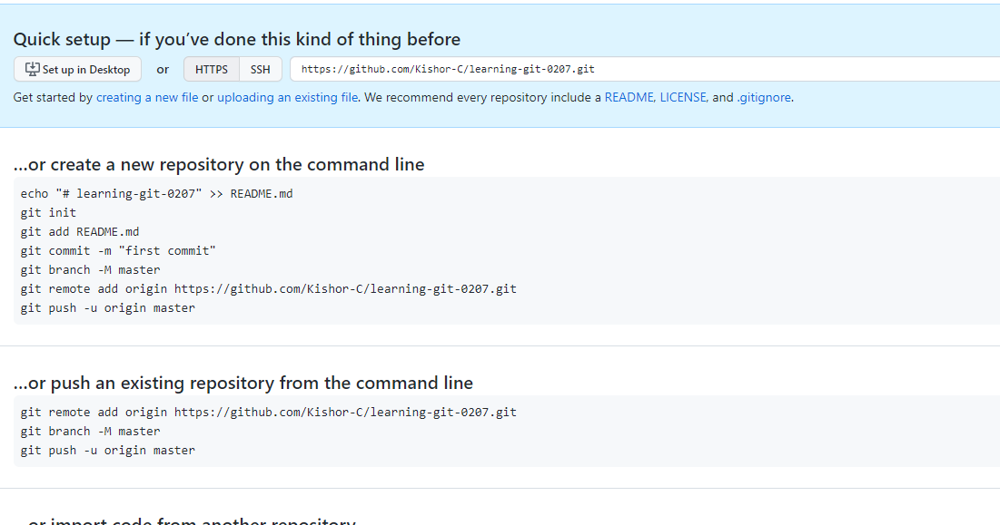 Quick setup — if you’ve done this kind of thing before
Set up in Desktop or HTTPS SSH https://github.com/Kishor-C/learning-git-0207.git
Get started by creating a new file or uploading an existing file. We recommend every repository include a README, LICENSE, and .gitignore.
…or create a new repository on the command line
echo "# learning-git-0207" >> README.md
git init
git add README.md
git commit -m "first commit"
git branch -M master
git remote add origin https://github.com/Kishor-C/learning-git-0207.git
git push -u origin master
…or push an existing repository from the command line
git remote add origin https://github.com/Kishor-C/learning-git-0207.git
git branch -M master
git push -u origin master
…or import code from another repository